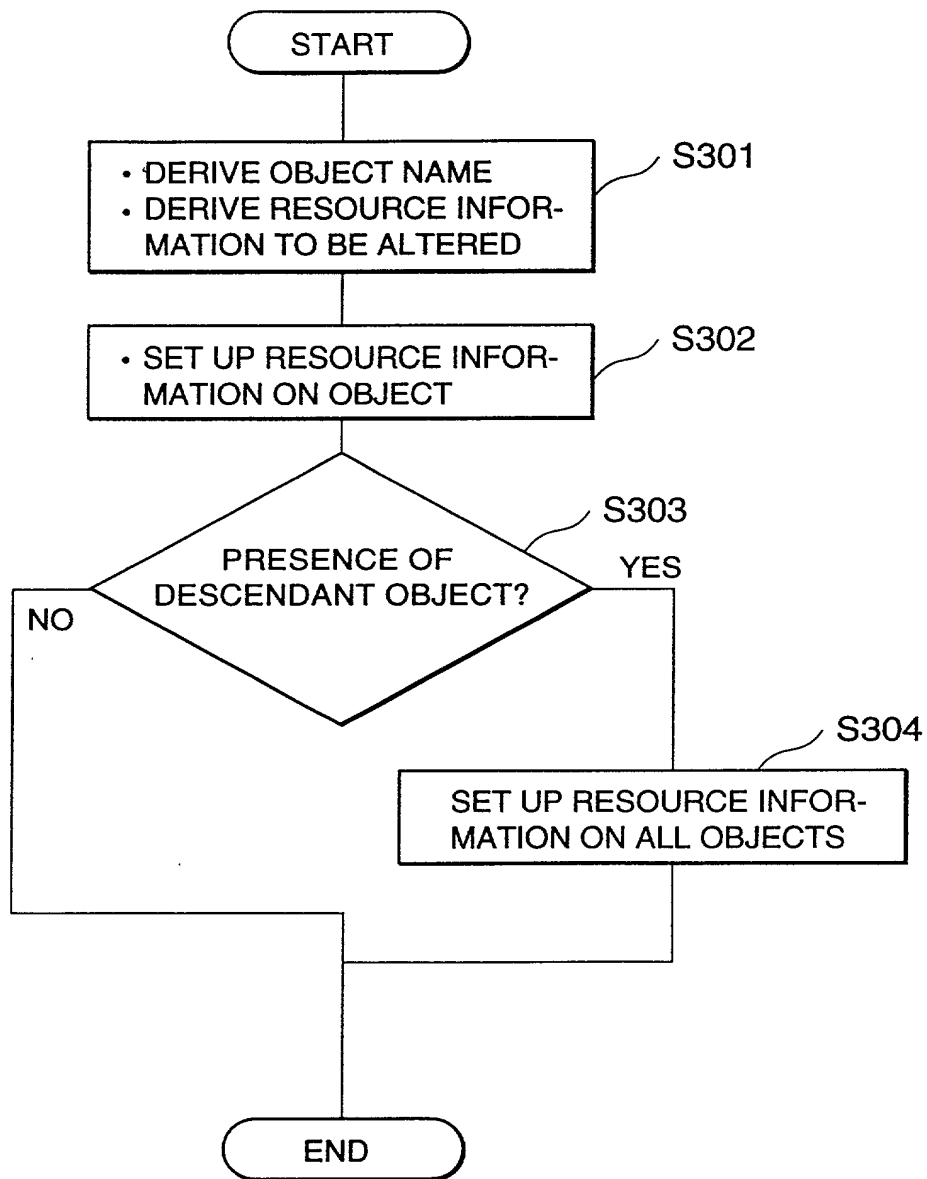 START
S301
• DERIVE OBJECT NAME
• DERIVE RESOURCE INFOR-
MATION TO BE ALTERED
S302
• SET UP RESOURCE INFOR-
MATION ON OBJECT
S303
PRESENCE OF
DESCENDANT OBJECT?
YES
NO
S304
SET UP RESOURCE INFOR-
MATION ON ALL OBJECTS
END